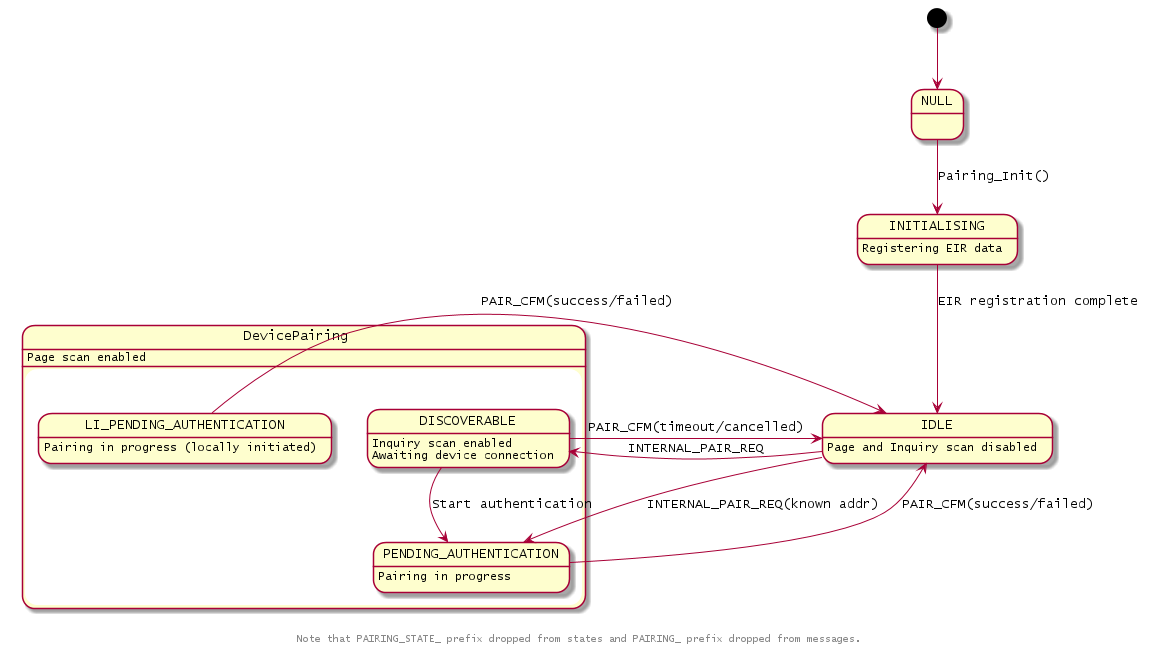 NULL
Pairing_Init()
INITIALISING
Registering EIR data
PAIR_CFM(success/failed)
EIR registration complete
DevicePairing
Page scan enabled
LI_PENDING_AUTHENTICATION
Pairing in progress (locally initiated)
DISCOVERABLE
Inquiry scan enabled
Awaiting device connection
PAIR_CFM(timeout/cancelled)
INTERNAL_PAIR_REQ
IDLE
Page and Inquiry scan disabled
Start authentication
INTERNAL_PAIR_REQ(known addr)
PAIR_CFM(success/failed)
PENDING_AUTHENTICATION
Pairing in progress
Note that PAIRING_STATE_ prefix dropped from states and PAIRING_ prefix dropped from messages.